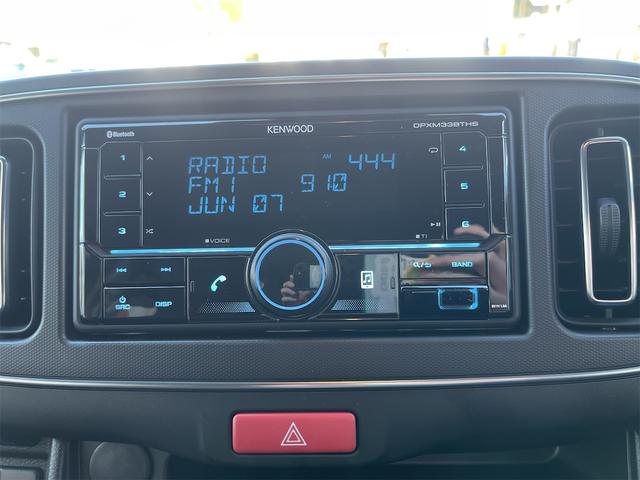 Bluetooth
KENWOOD
DPXM338THS
1
2
3
RADIO AM 444
FM1 910
JUN 07
4
5
6
VOICE
TI
BAND
SRC
DISP